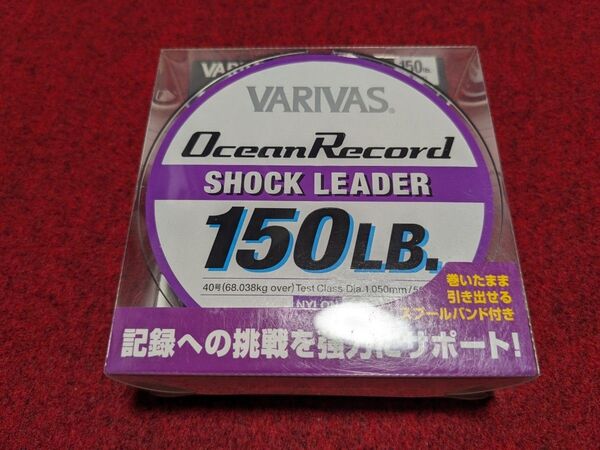 VARIVAS®
150lb.
OceanRecord
SHOCK LEADER
150LB.
40号(68.038kg over) Test Class Dia.1.050mm/
NYLON
巻いたまま
引き出せる
スプールバンド付き
記録への挑戦を強力にサポート!